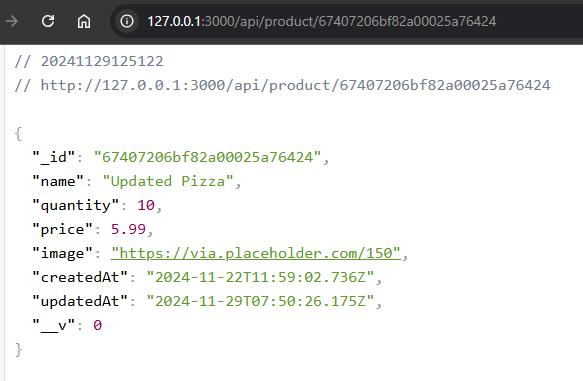 127.0.0.1:3000/api/product/67407206bf82a00025a76424
// 20241129125122
// http://127.0.0.1:3000/api/product/67407206bf82a00025a76424
{
"_id": "67407206bf82a00025a76424",
"name": "Updated Pizza",
"quantity": 10,
"price": 5.99,
"image": "https://via.placeholder.com/150",
"createdAt": "2024-11-22T11:59:02.736Z",
"updatedAt": "2024-11-29T07:50:26.175Z",
"__v": 0
}